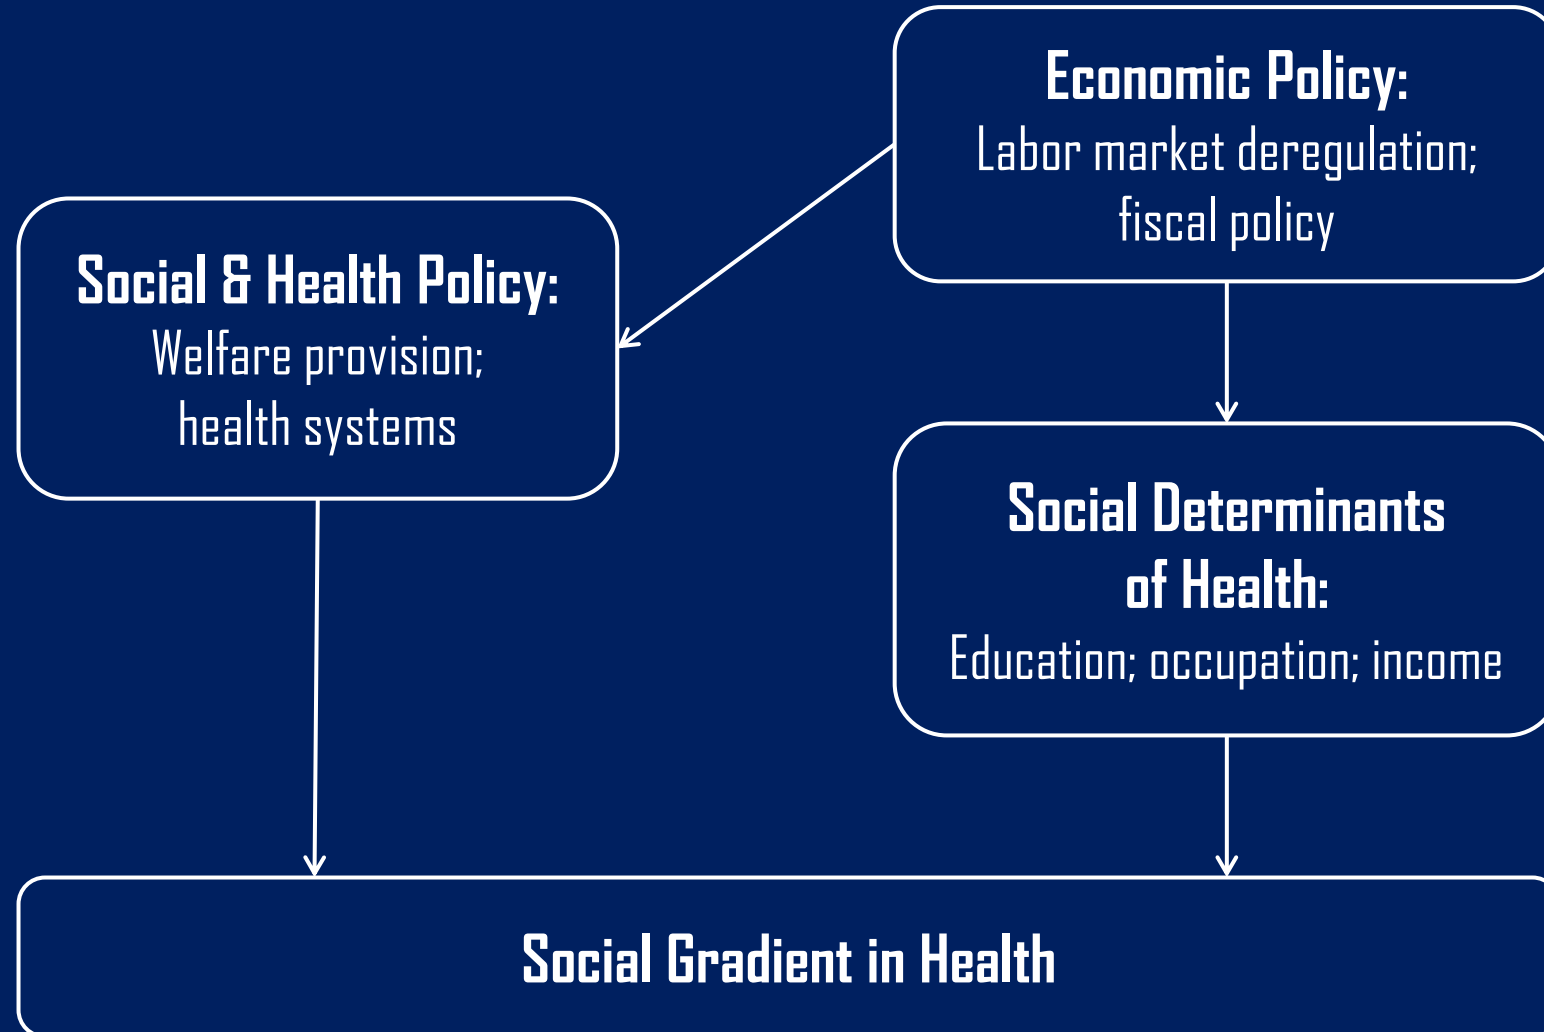 Economic Policy:
Labor market deregulation;
fiscal policy
Social & Health Policy:
Welfare provision;
health systems
Social Determinants
of Health:
Education; occupation; income
Social Gradient in Health